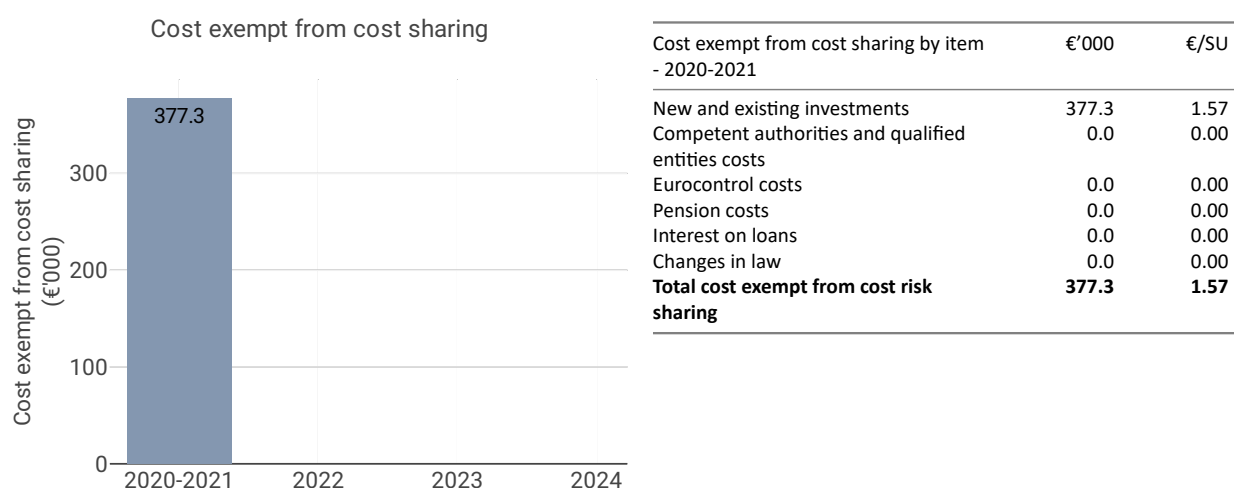 Cost exempt from cost sharing
Cost exempt from cost sharing
(€'000)
377.3
300
200
100
0
2020-2021 2022 2023 2024
Cost exempt from cost sharing by item €’000 €/SU
- 2020-2021
New and existing investments 377.3 1.57
Competent authorities and qualified 0.0 0.00
entities costs
Eurocontrol costs 0.0 0.00
Pension costs 0.0 0.00
Interest on loans 0.0 0.00
Changes in law 0.0 0.00
Total cost exempt from cost risk 377.3 1.57
sharing